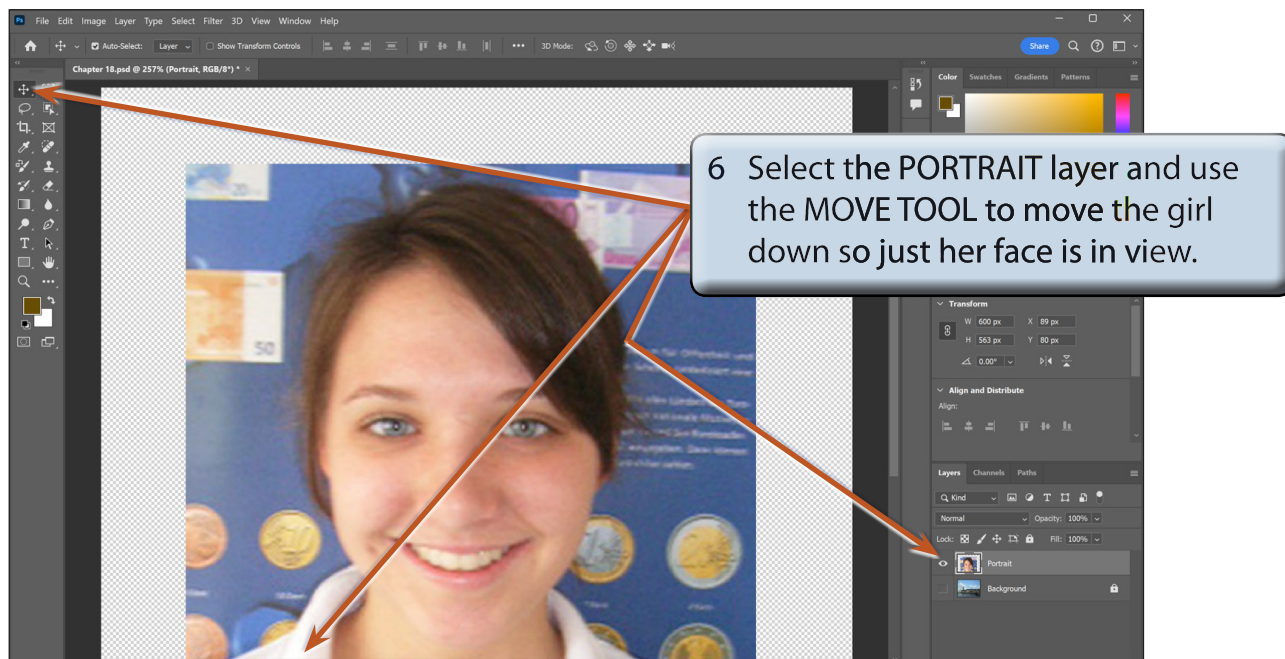 File Edit Image Layer Type Select Filter 3D View Window Help
Auto-Select: Layer Show Transform Controls 3D Mode: Share
Chapter 18.psd @ 257% (Portrait, RGB/8*) * ×
Color Swatches Gradients Patterns
6 Select the PORTRAIT layer and use
the MOVE TOOL to move the girl
down so just her face is in view.
20
50
Transform
W 600 px X 89 px
H 563 px Y 80 px
0.00°
Align and Distribute
Align:
Layers Channels Paths
Kind
Normal Opacity: 100%
Lock: Fill: 100%
Portrait
Background